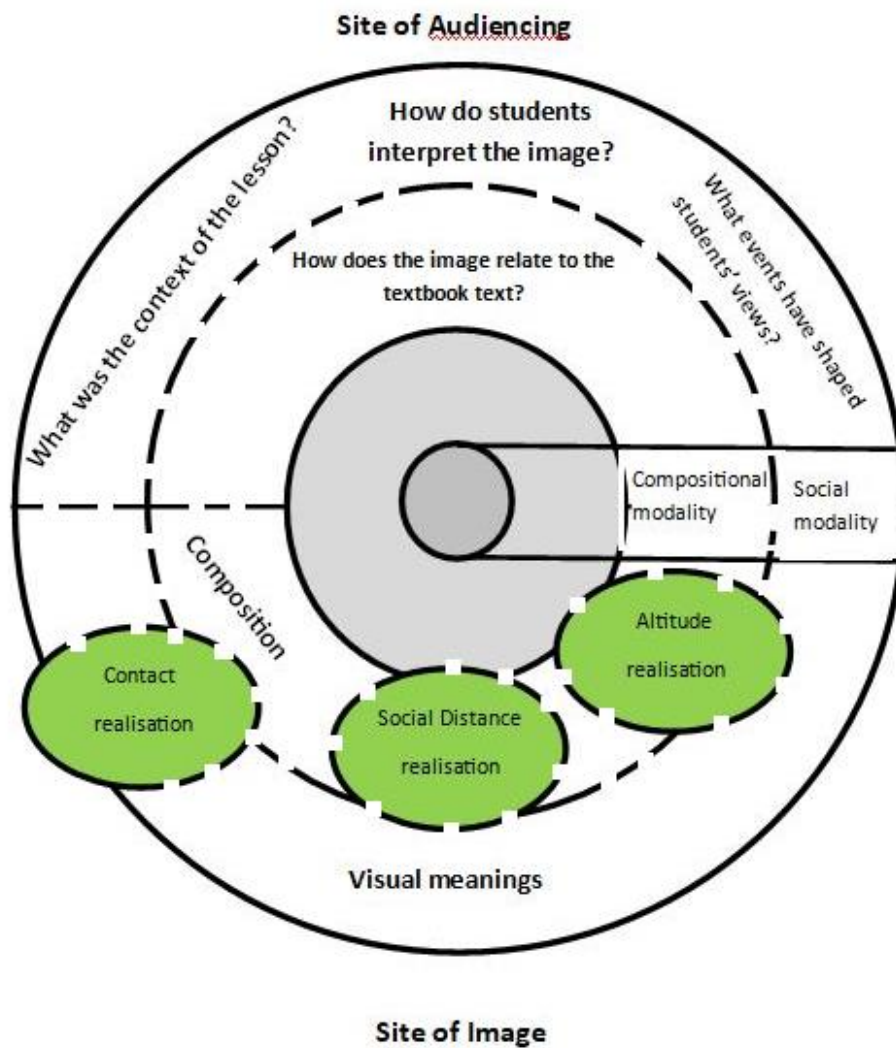 Site of Audiencing
How do students
interpret the image?
What was the context of the lesson?
What events have shaped
students' views?
How does the image relate to the
textbook text?
Compositional
modality
Social
modality
Composition
Altitude
realisation
Contact
realisation
Social Distance
realisation
Visual meanings
Site of Image